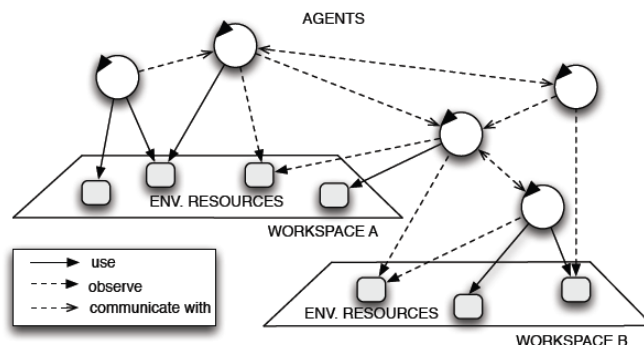 AGENTS
ENV. RESOURCES
WORKSPACE A
use
observe
communicate with
ENV. RESOURCES
WORKSPACE B